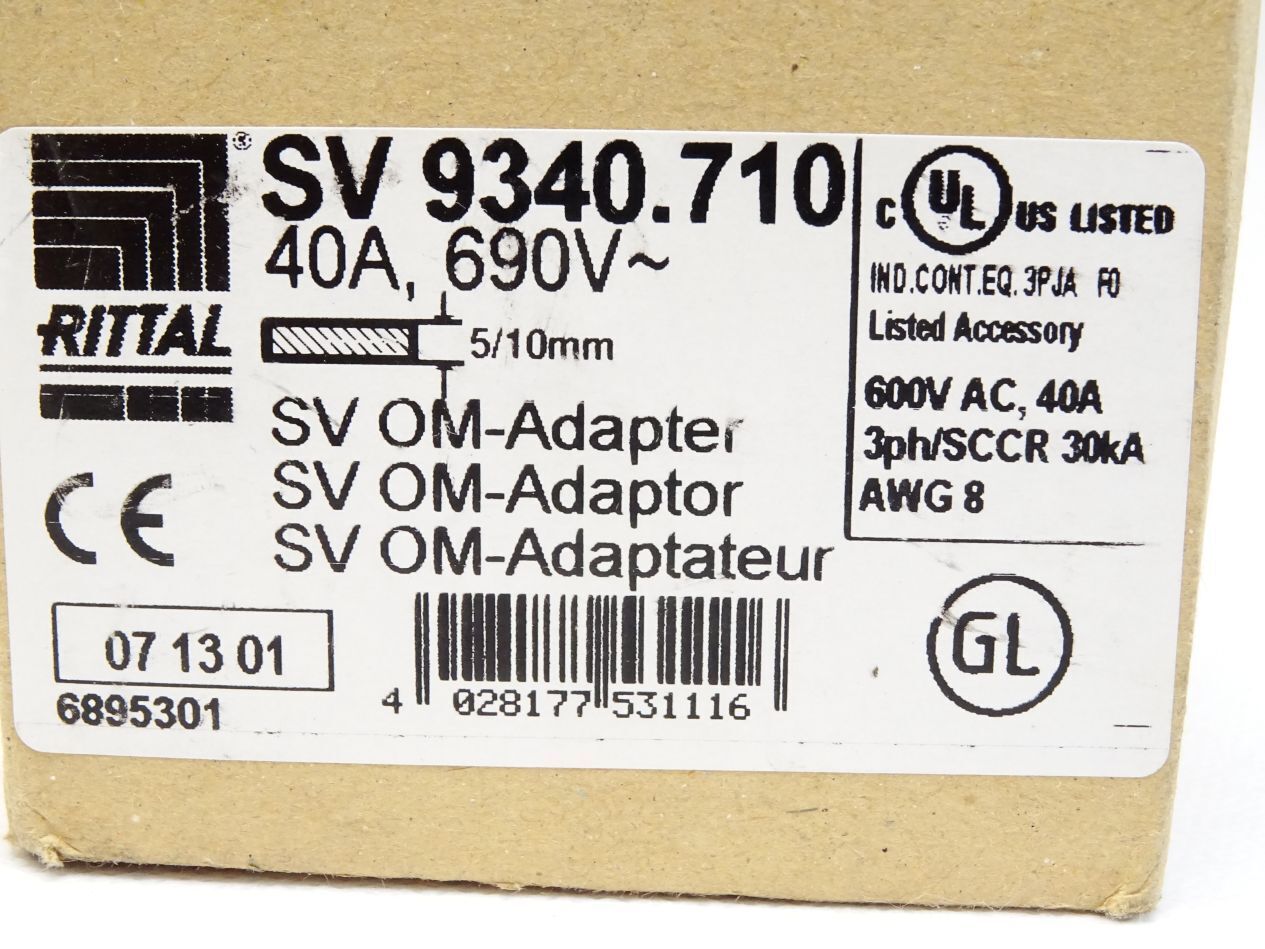 SV 9340.710
40A, 690V~
RITTAL
5/10mm
SV OM-Adapter
SV OM-Adaptor
SV OM-Adaptateur
CE
07 13 01
6895301
4 028177 531116
C UL US LISTED
IND.CONT.EQ. 3PJA F0
Listed Accessory
600V AC, 40A
3ph/SCCR 30kA
AWG 8
GL